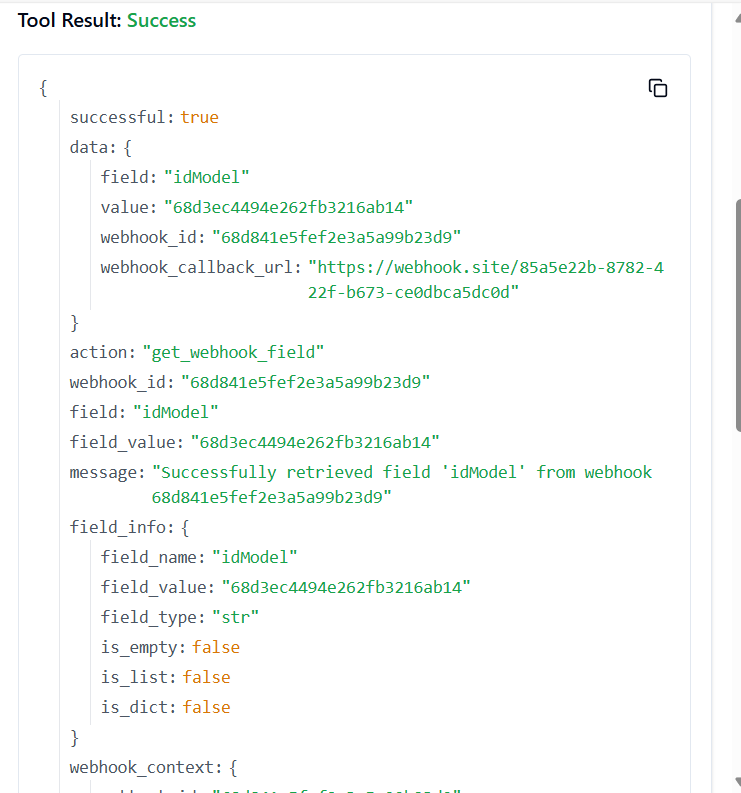 Tool Result: Success
{
successful: true
data: {
field: "idModel"
value: "68d3ec4494e262fb3216ab14"
webhook_id: "68d841e5fef2e3a5a99b23d9"
webhook_callback_url: "https://webhook.site/85a5e22b-8782-4
22f-b673-ce0dbca5dc0d"
}
action: "get_webhook_field"
webhook_id: "68d841e5fef2e3a5a99b23d9"
field: "idModel"
field_value: "68d3ec4494e262fb3216ab14"
message: "Successfully retrieved field 'idModel' from webhook
68d841e5fef2e3a5a99b23d9"
field_info: {
field_name: "idModel"
field_value: "68d3ec4494e262fb3216ab14"
field_type: "str"
is_empty: false
is_list: false
is_dict: false
}
webhook_context: {